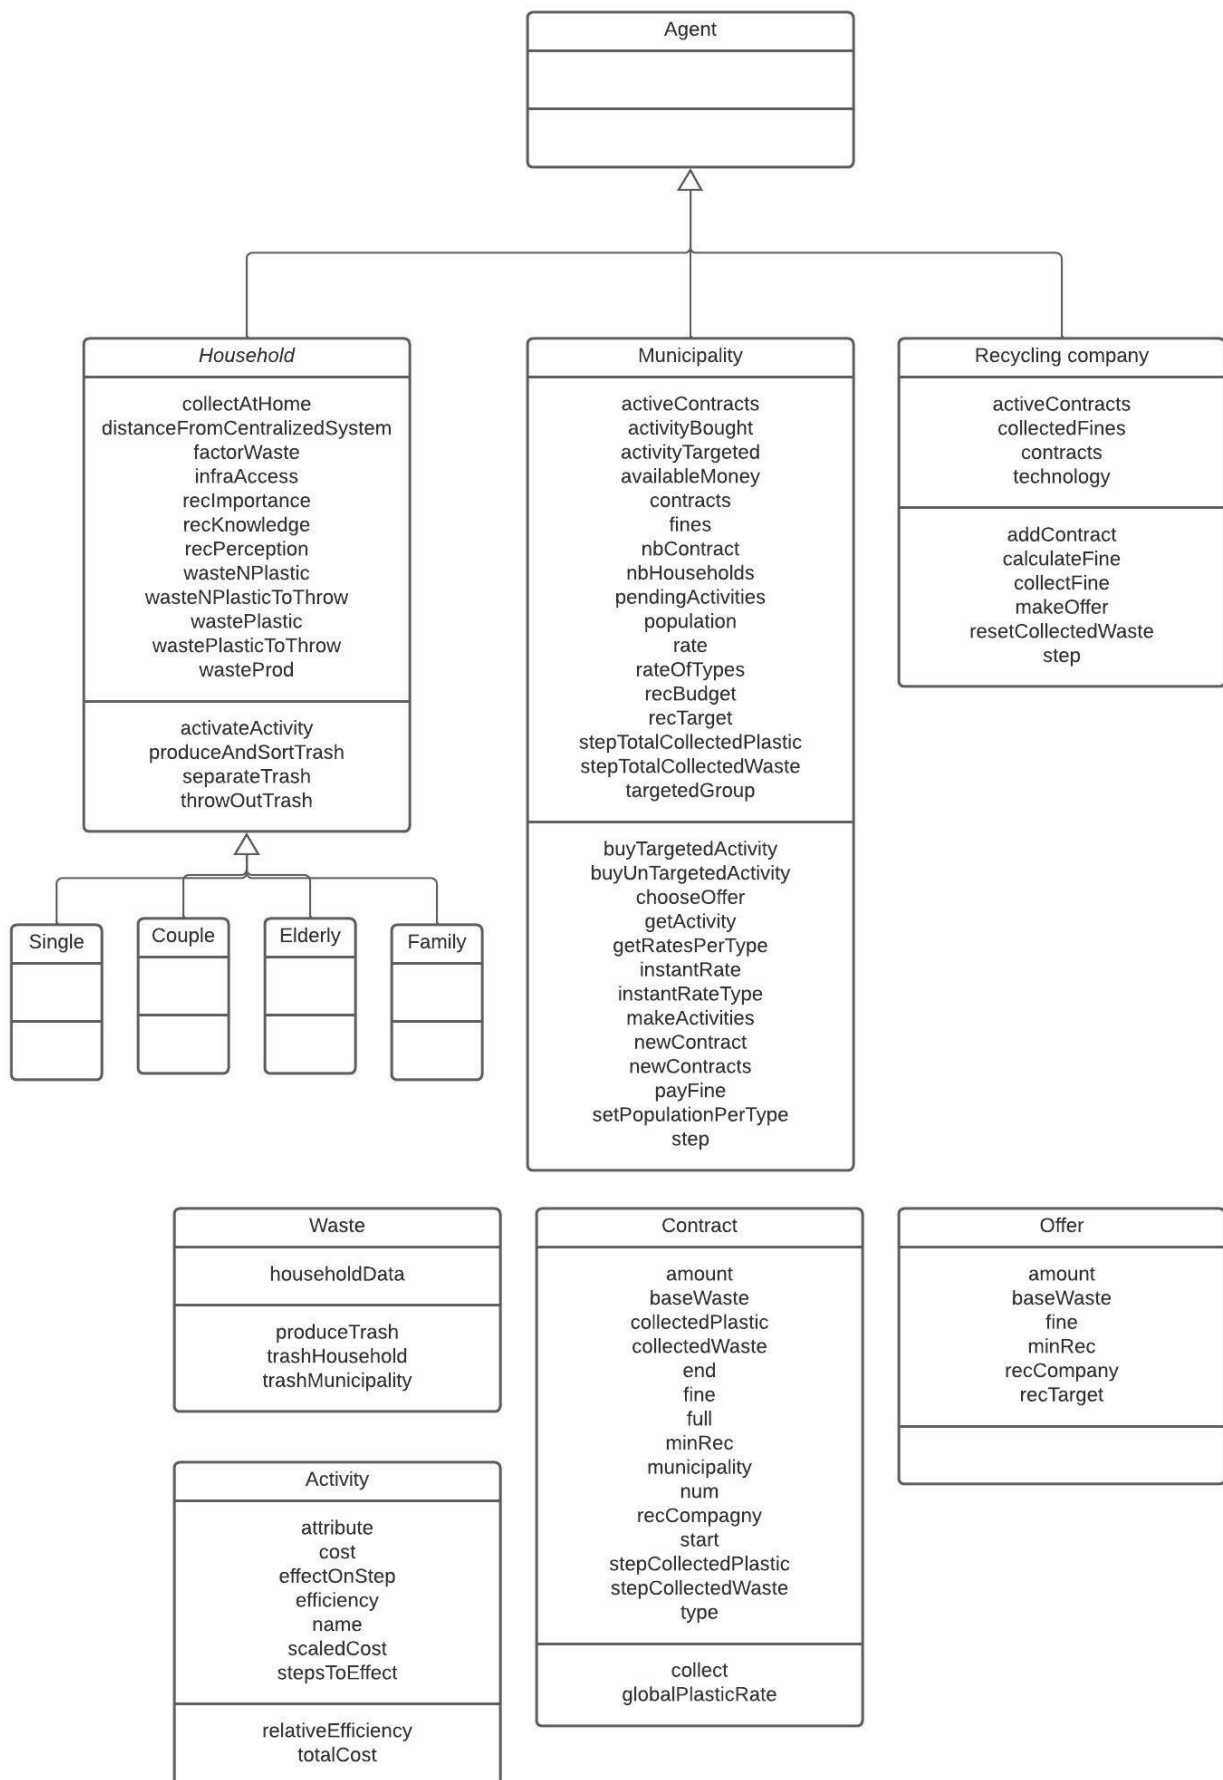 Agent
Household
collectAtHome
distanceFromCentralizedSystem
factorWaste
infraAccess
recImportance
recKnowledge
recPerception
wasteNPlastic
wasteNPlasticToThrow
wastePlastic
wastePlasticToThrow
wasteProd
activateActivity
produceAndSortTrash
separateTrash
throwOutTrash
Municipality
activeContracts
activityBought
activityTargeted
availableMoney
contracts
fines
nbContract
nbHouseholds
pendingActivities
population
rate
rateOfTypes
recBudget
recTarget
stepTotalCollectedPlastic
stepTotalCollectedWaste
targetedGroup
buyTargetedActivity
buyUnTargetedActivity
chooseOffer
getActivity
getRatesPerType
instantRate
instantRateType
makeActivities
newContract
newContracts
payFine
setPopulationPerType
step
Recycling company
activeContracts
collectedFines
contracts
technology
addContract
calculateFine
collectFine
makeOffer
resetCollectedWaste
step
Single
Couple
Elderly
Family
Waste
householdData
produceTrash
trashHousehold
trashMunicipality
Contract
amount
baseWaste
collectedPlastic
collectedWaste
end
fine
full
minRec
municipality
num
recCompagny
start
stepCollectedPlastic
stepCollectedWaste
type
collect
globalPlasticRate
Offer
amount
baseWaste
fine
minRec
recCompany
recTarget
Activity
attribute
cost
effectOnStep
efficiency
name
scaledCost
stepsToEffect
relativeEfficiency
totalCost